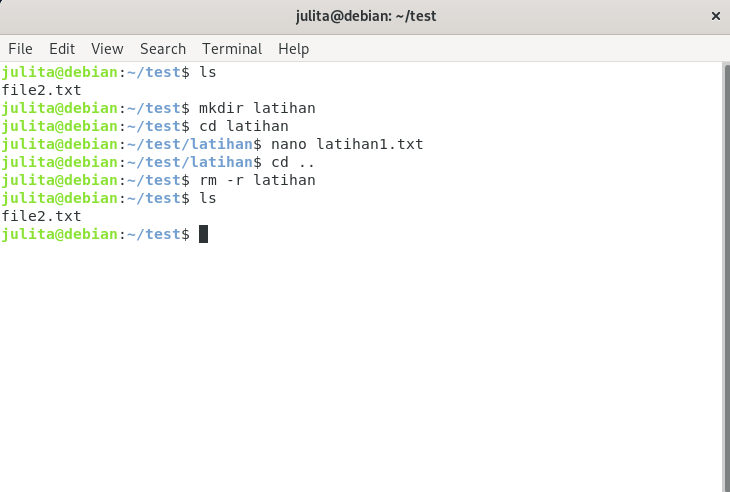 julita@debian: ~/test ×
File Edit View Search Terminal Help
julita@debian:~/test$ ls
file2.txt
julita@debian:~/test$ mkdir latihan
julita@debian:~/test$ cd latihan
julita@debian:~/test/latihan$ nano latihan1.txt
julita@debian:~/test/latihan$ cd ..
julita@debian:~/test$ rm -r latihan
julita@debian:~/test$ ls
file2.txt
julita@debian:~/test$